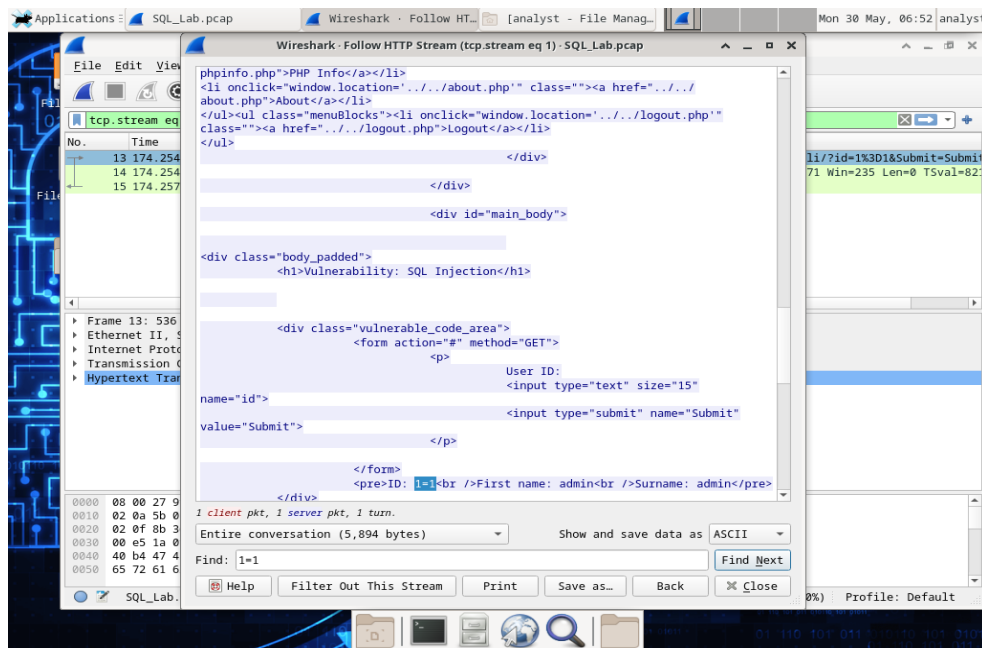 Applications
SQL_Lab.pcap
Wireshark · Follow HT…
[analyst - File Manag…
Mon 30 May, 06:52
analyst
Wireshark · Follow HTTP Stream (tcp.stream eq 1) · SQL_Lab.pcap
File Edit View
tcp.stream eq
No. Time
13 174.254
14 174.254
15 174.257
li/?id=1%3D1&Submit=Submit
71 Win=235 Len=0 TSval=821
phpinfo.php">PHP Info</a></li>
<li onclick="window.location='../../about.php'" class=""><a href="../../
about.php">About</a></li>
</ul><ul class="menuBlocks"><li onclick="window.location='../../logout.php'"
class=""><a href="../../logout.php">Logout</a></li>
</ul>
</div>
</div>
<div id="main_body">
<div class="body_padded">
<h1>Vulnerability: SQL Injection</h1>
<div class="vulnerable_code_area">
<form action="#" method="GET">
<p>
User ID:
<input type="text" size="15"
name="id">
<input type="submit" name="Submit"
value="Submit">
</p>
</form>
<pre>ID: 1=1<br />First name: admin<br />Surname: admin</pre>
</div>
Frame 13: 536
Ethernet II, S
Internet Proto
Transmission C
Hypertext Tran
0000 08 00 27 9
0010 02 0a 5b 0
0020 02 0f 8b 3
0030 00 e5 1a 0
0040 40 b4 47 4
0050 65 72 61 6
1 client pkt, 1 server pkt, 1 turn.
Entire conversation (5,894 bytes)
Show and save data as ASCII
Find: 1=1
Find Next
Help
Filter Out This Stream
Print
Save as…
Back
Close
SQL_Lab.
0%)
Profile: Default